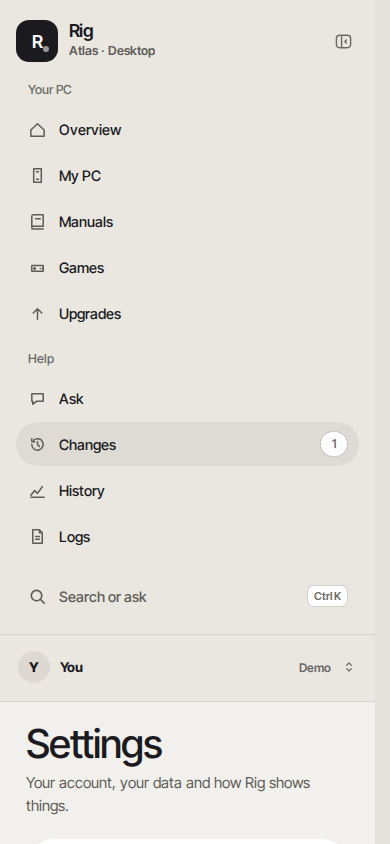 R
Rig
Atlas · Desktop
Your PC
Overview
My PC
Manuals
Games
Upgrades
Help
Ask
Changes 1
History
Logs
Search or ask Ctrl K
Y You Demo
Settings
Your account, your data and how Rig shows
things.